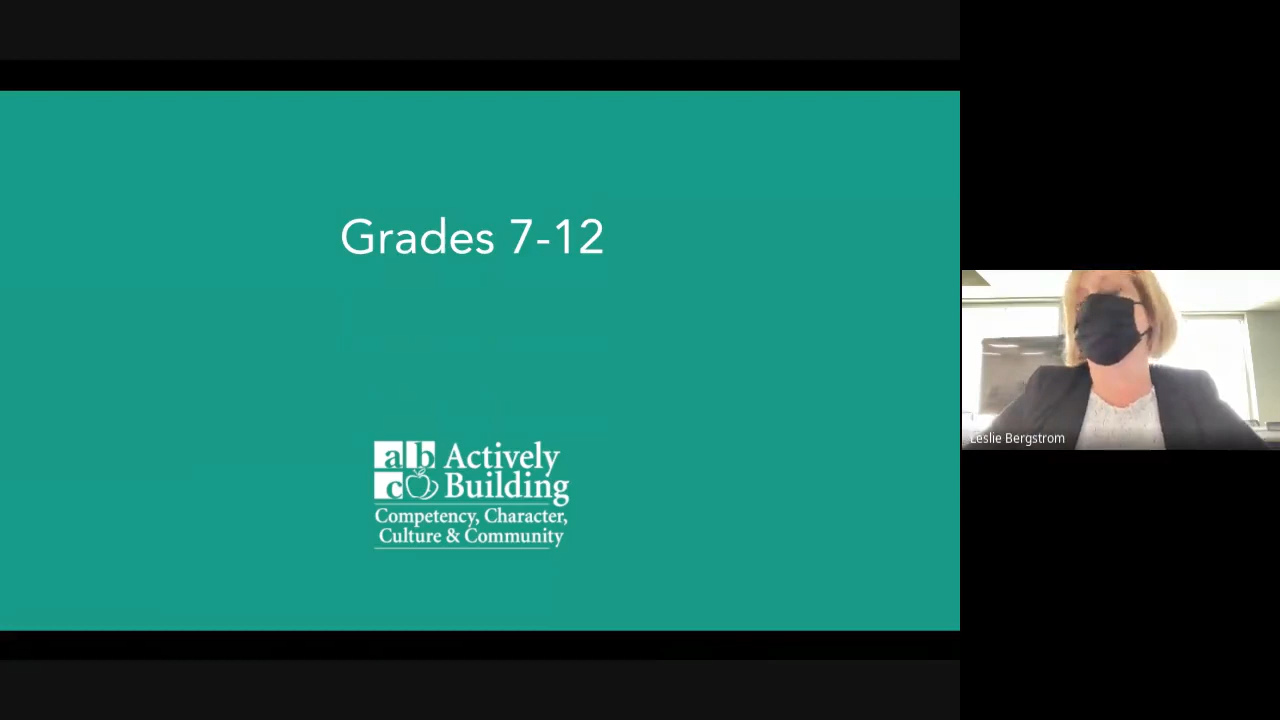 Grades 7-12
a b Actively
c Building
Competency, Character,
Culture & Community
Leslie Bergstrom